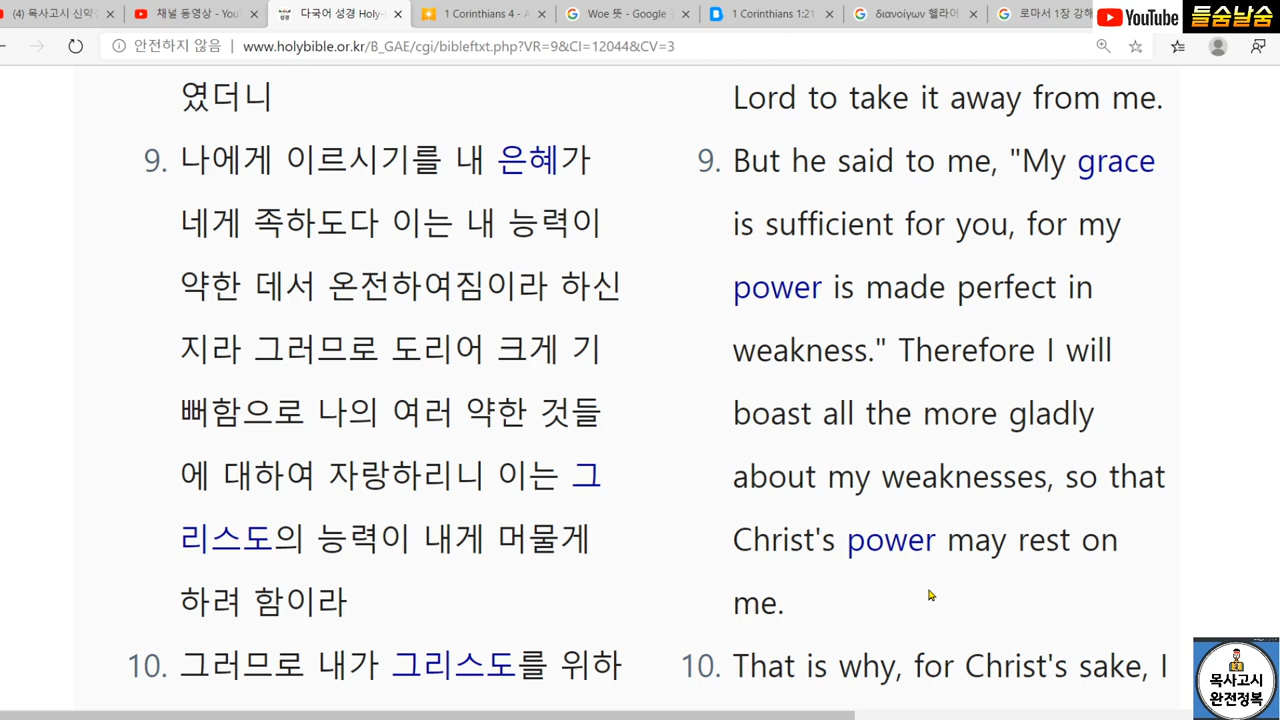 (4) 목사고시 신약
채널 동영상 - You
다국어 성경 Holy-
1 Corinthians 2 - A
Woe 뜻 - Google
1 Corinthians 1:21
διανοίγων 헬라어
로마서 1장 강해
YouTube
들숨날숨
안전하지 않음
www.holybible.or.kr/B_GAE/cgi/bibleftxt.php?VR=9&CI=12044&CV=3
였더니
9. 나에게 이르시기를 내 은혜가
네게 족하도다 이는 내 능력이
약한 데서 온전하여짐이라 하신
지라 그러므로 도리어 크게 기
뻐함으로 나의 여러 약한 것들
에 대하여 자랑하리니 이는 그
리스도의 능력이 내게 머물게
하려 함이라
10. 그러므로 내가 그리스도를 위하
Lord to take it away from me.
9. But he said to me, "My grace
is sufficient for you, for my
power is made perfect in
weakness." Therefore I will
boast all the more gladly
about my weaknesses, so that
Christ's power may rest on
me.
10. That is why, for Christ's sake, I
목사고시
완전정복